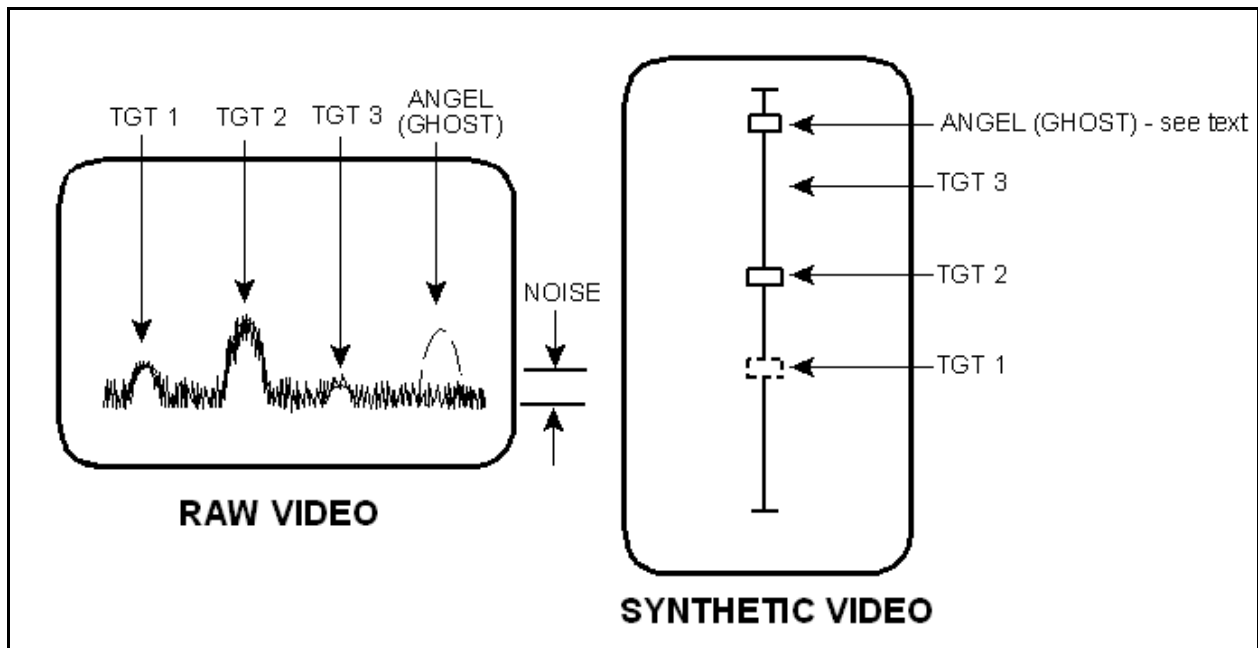 TGT 1
TGT 2
TGT 3
ANGEL
(GHOST)
NOISE
RAW VIDEO
ANGEL (GHOST) - see text
TGT 3
TGT 2
TGT 1
SYNTHETIC VIDEO